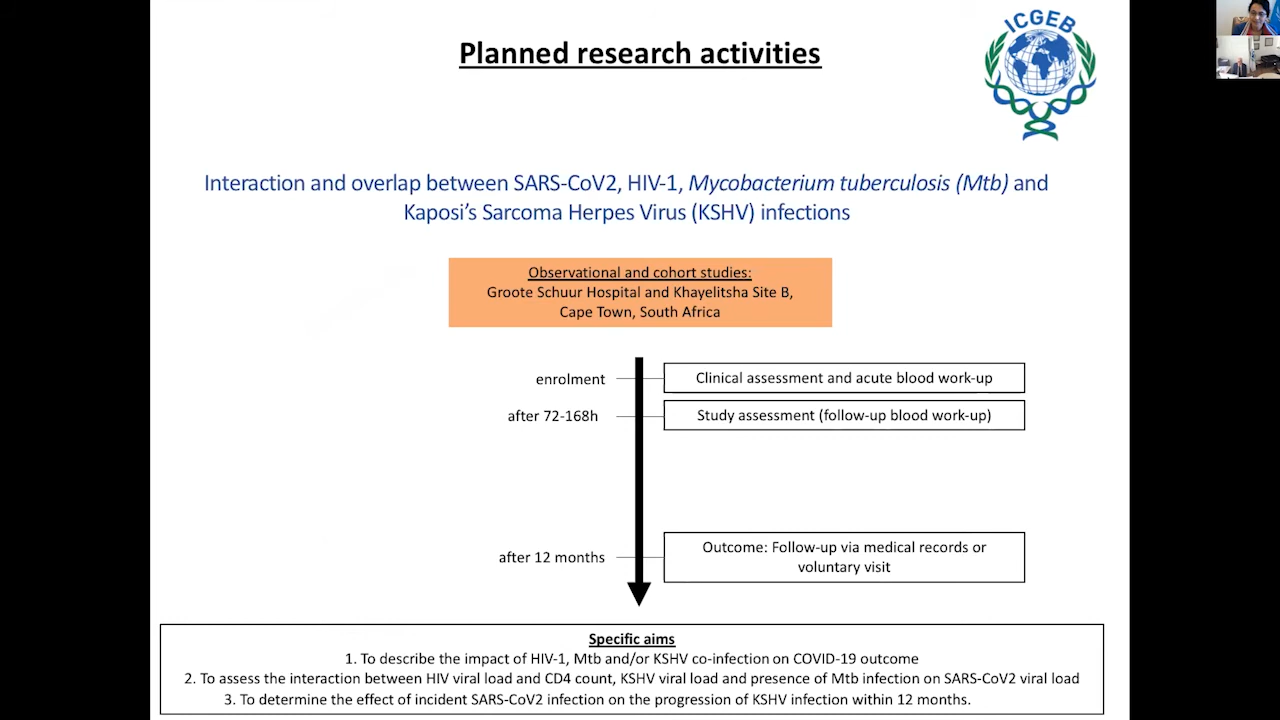 Planned research activities
ICGEB
Interaction and overlap between SARS-CoV2, HIV-1, Mycobacterium tuberculosis (Mtb) and
Kaposi’s Sarcoma Herpes Virus (KSHV) infections
Observational and cohort studies:
Groote Schuur Hospital and Khayelitsha Site B,
Cape Town, South Africa
enrolment
Clinical assessment and acute blood work-up
after 72-168h
Study assessment (follow-up blood work-up)
after 12 months
Outcome: Follow-up via medical records or
voluntary visit
Specific aims
1. To describe the impact of HIV-1, Mtb and/or KSHV co-infection on COVID-19 outcome
2. To assess the interaction between HIV viral load and CD4 count, KSHV viral load and presence of Mtb infection on SARS-CoV2 viral load
3. To determine the effect of incident SARS-CoV2 infection on the progression of KSHV infection within 12 months.